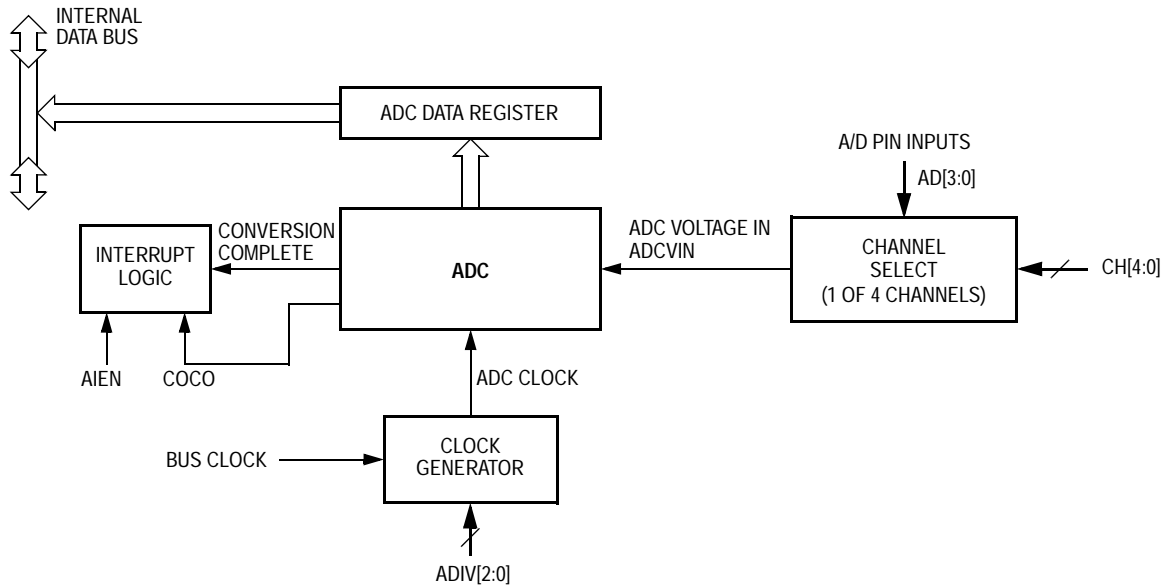 INTERNAL
DATA BUS
ADC DATA REGISTER
A/D PIN INPUTS
AD[3:0]
INTERRUPT
LOGIC
CONVERSION
COMPLETE
ADC
ADC VOLTAGE IN
ADCVIN
CHANNEL
SELECT
(1 OF 4 CHANNELS)
CH[4:0]
AIEN
COCO
ADC CLOCK
BUS CLOCK
CLOCK
GENERATOR
ADIV[2:0]